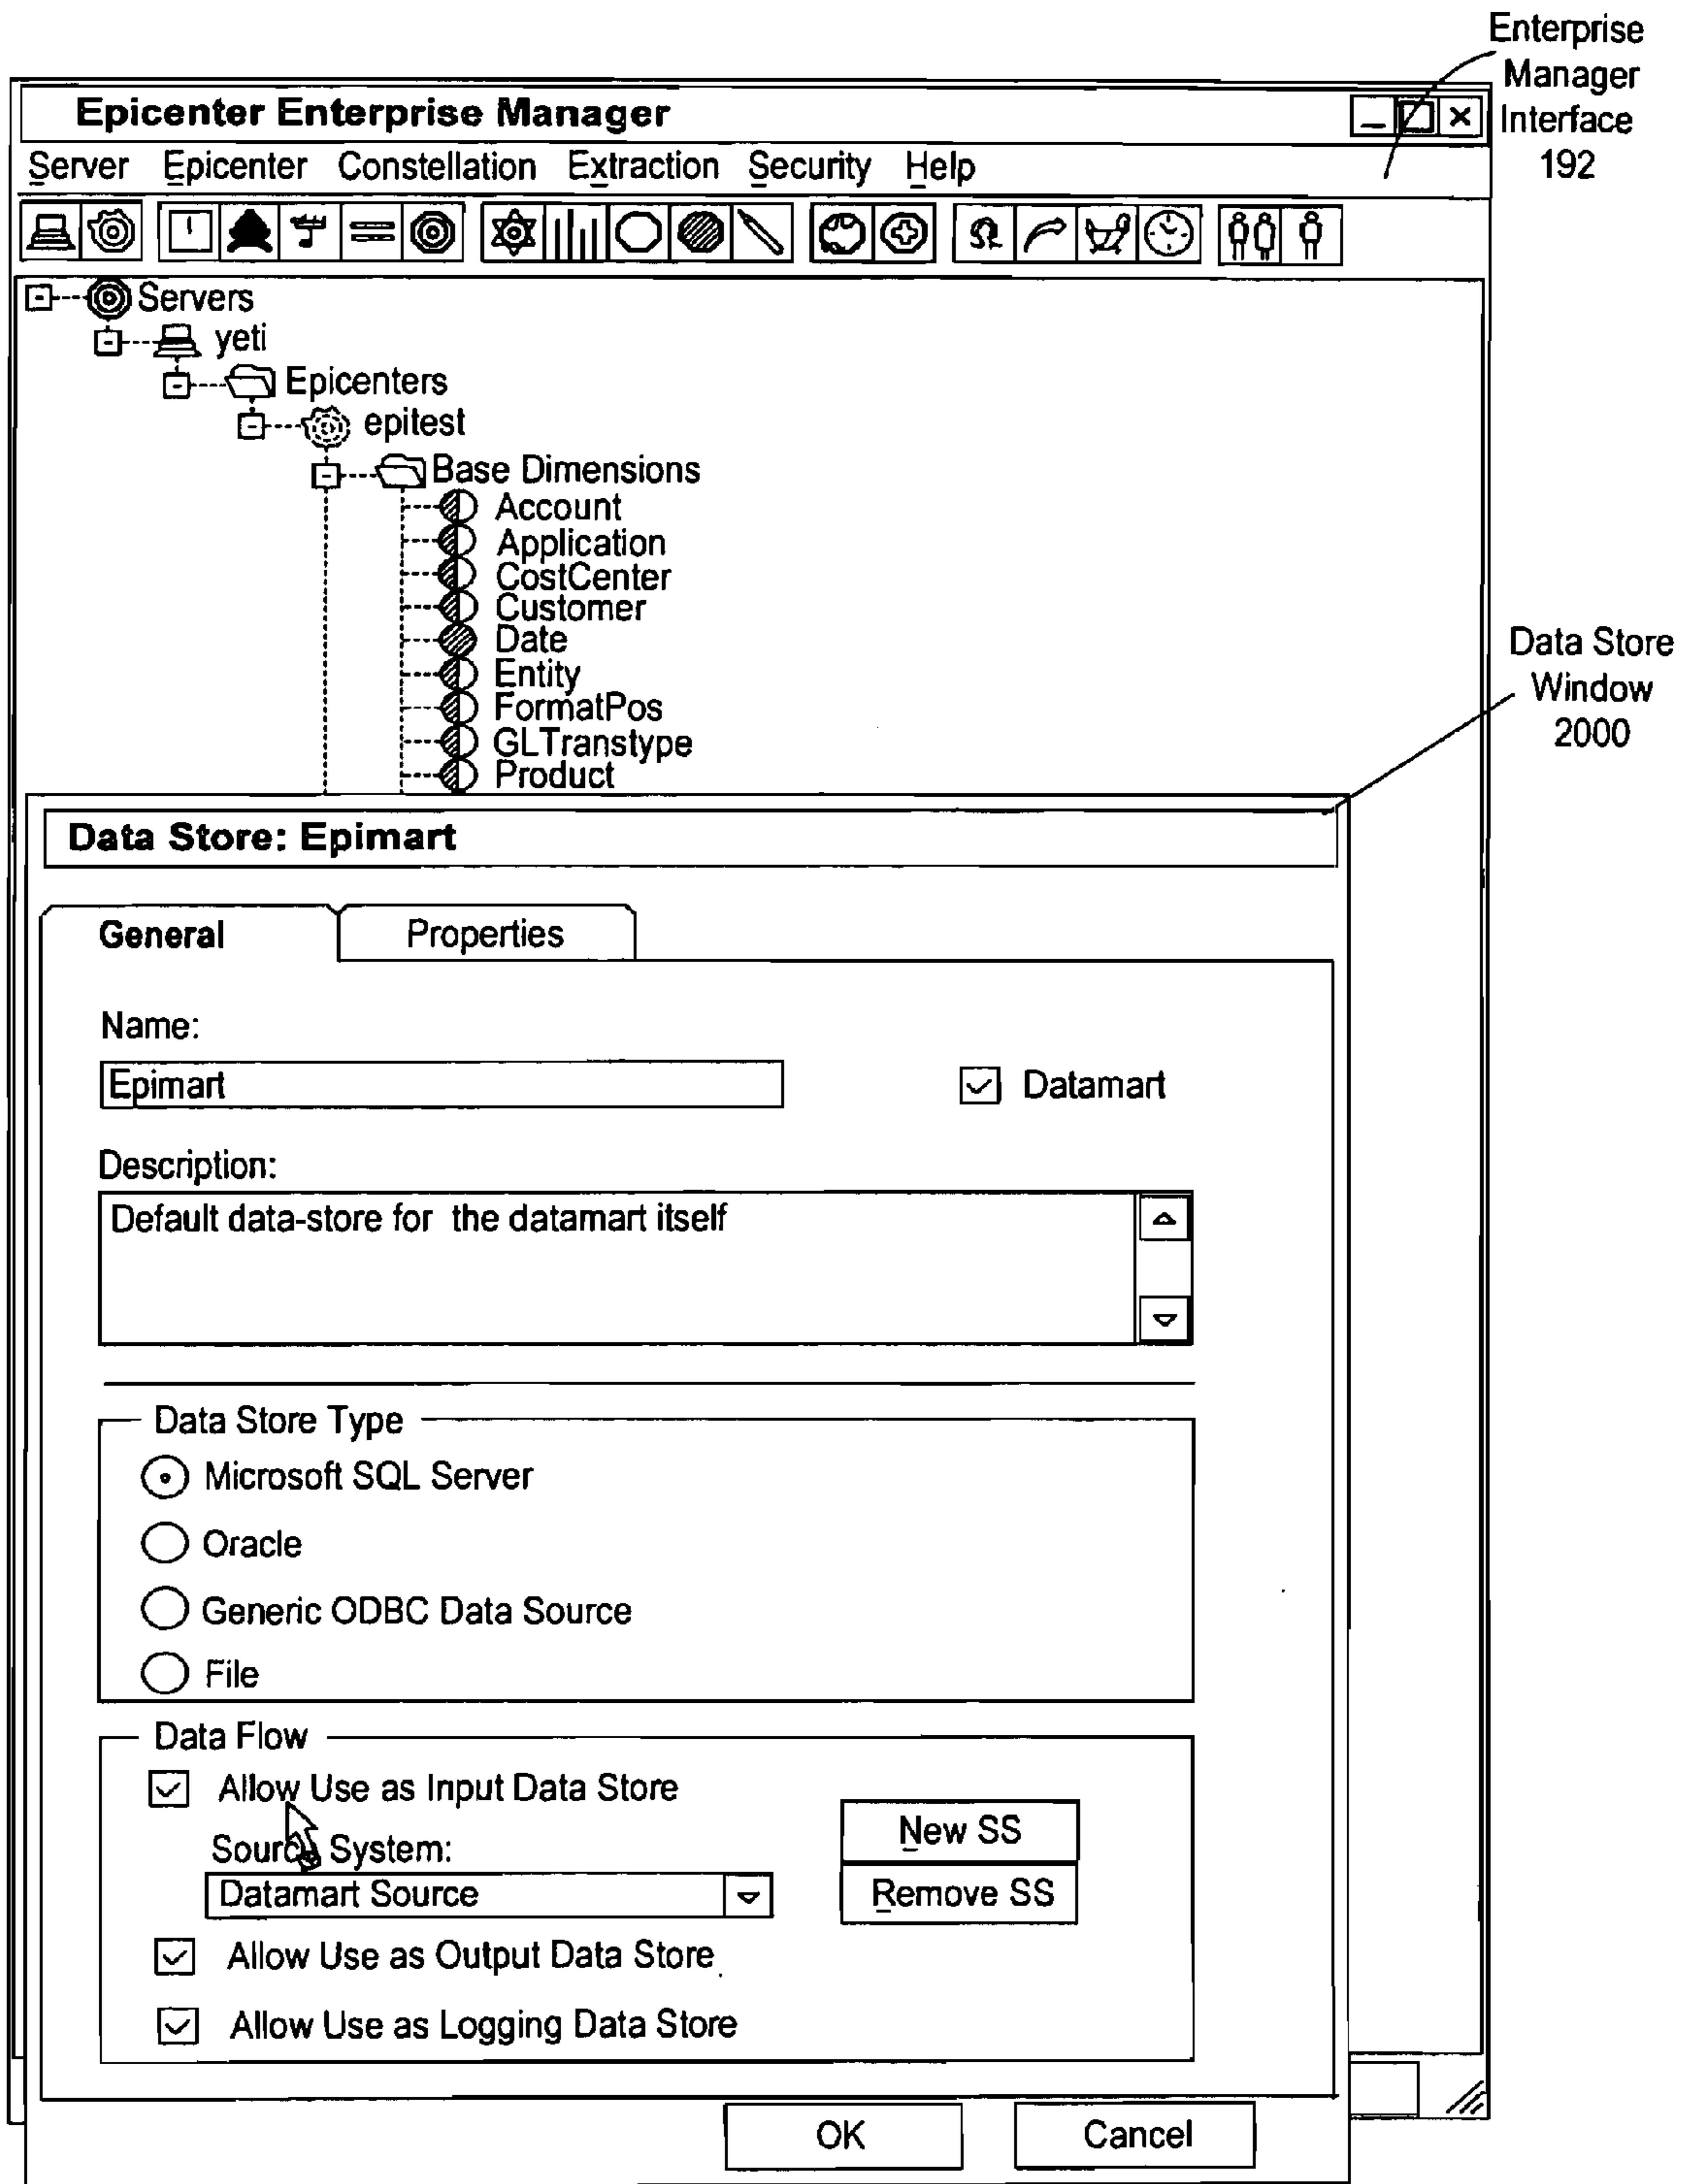 Enterprise
Manager
Interface
192
Epicenter Enterprise Manager
Server Epicenter Constellation Extraction Security Help
Servers
yeti
Epicenters
epitest
Base Dimensions
Account
Application
CostCenter
Customer
Date
Entity
FormatPos
GLTranstype
Product
Data Store
Window
2000
Data Store: Epimart
General Properties
Name:
Epimart Datamart
Description:
Default data-store for the datamart itself
Data Store Type
Microsoft SQL Server
Oracle
Generic ODBC Data Source
File
Data Flow
Allow Use as Input Data Store
New SS
Source System:
Datamart Source Remove SS
Allow Use as Output Data Store
Allow Use as Logging Data Store
OK Cancel